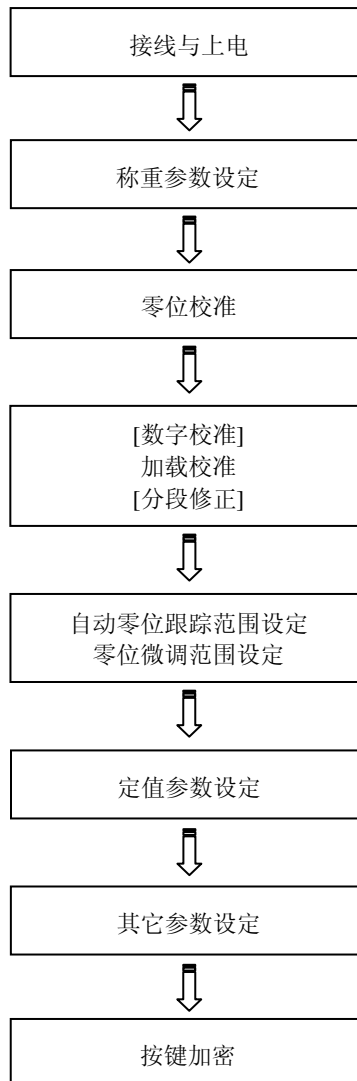 接线与上电
称重参数设定
零位校准
[数字校准]
加载校准
[分段修正]
自动零位跟踪范围设定
零位微调范围设定
定值参数设定
其它参数设定
按键加密